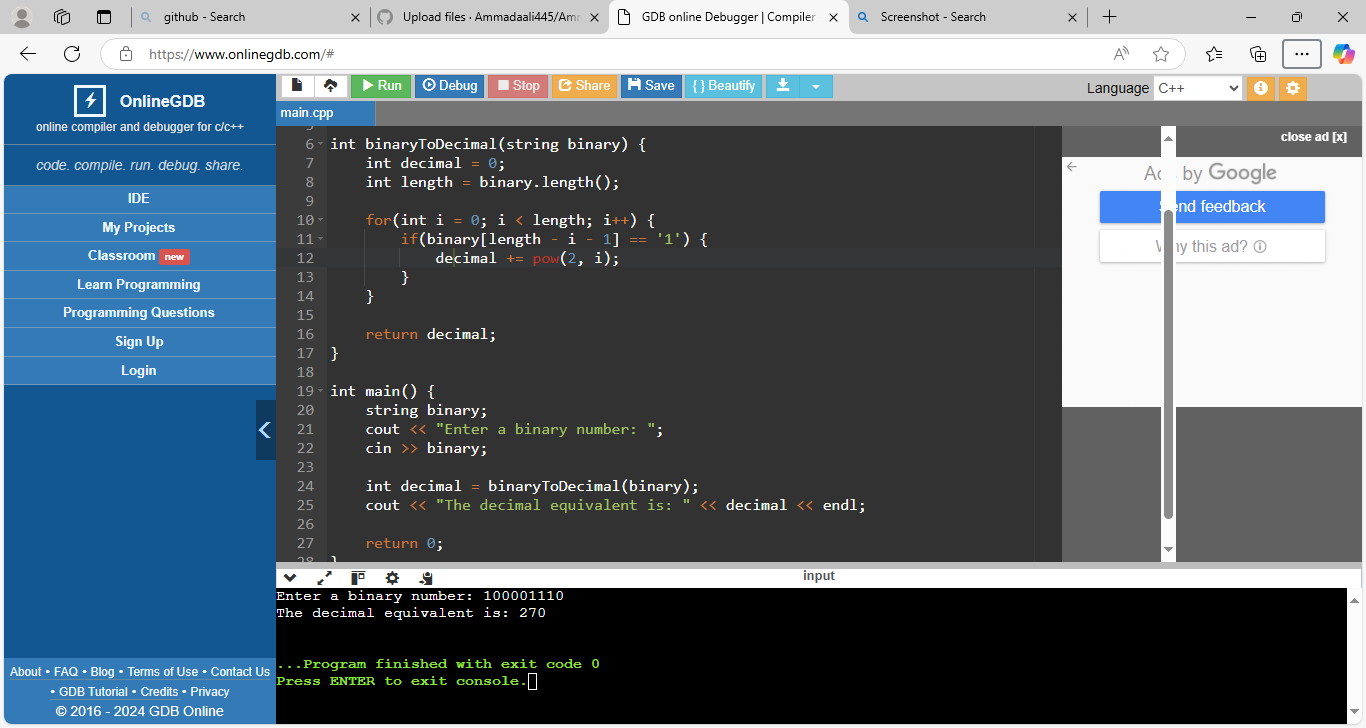 github - Search
Upload files · Ammadaali445/Am
GDB online Debugger | Compiler
Screenshot - Search
https://www.onlinegdb.com/#
OnlineGDB
online compiler and debugger for c/c++
code. compile. run. debug. share.
IDE
My Projects
Classroom new
Learn Programming
Programming Questions
Sign Up
Login
About • FAQ • Blog • Terms of Use • Contact Us
• GDB Tutorial • Credits • Privacy
© 2016 - 2024 GDB Online
Run Debug Stop Share Save { } Beautify
Language C++
main.cpp
5
6 int binaryToDecimal(string binary) {
7 int decimal = 0;
8 int length = binary.length();
9
10 for(int i = 0; i < length; i++) {
11 if(binary[length - i - 1] == '1') {
12 decimal += pow(2, i);
13 }
14 }
15
16 return decimal;
17 }
18
19 int main() {
20 string binary;
21 cout << "Enter a binary number: ";
22 cin >> binary;
23
24 int decimal = binaryToDecimal(binary);
25 cout << "The decimal equivalent is: " << decimal << endl;
26
27 return 0;
28 }
close ad [x]
by Google
feedback
this ad?
input
Enter a binary number: 100001110
The decimal equivalent is: 270
...Program finished with exit code 0
Press ENTER to exit console.